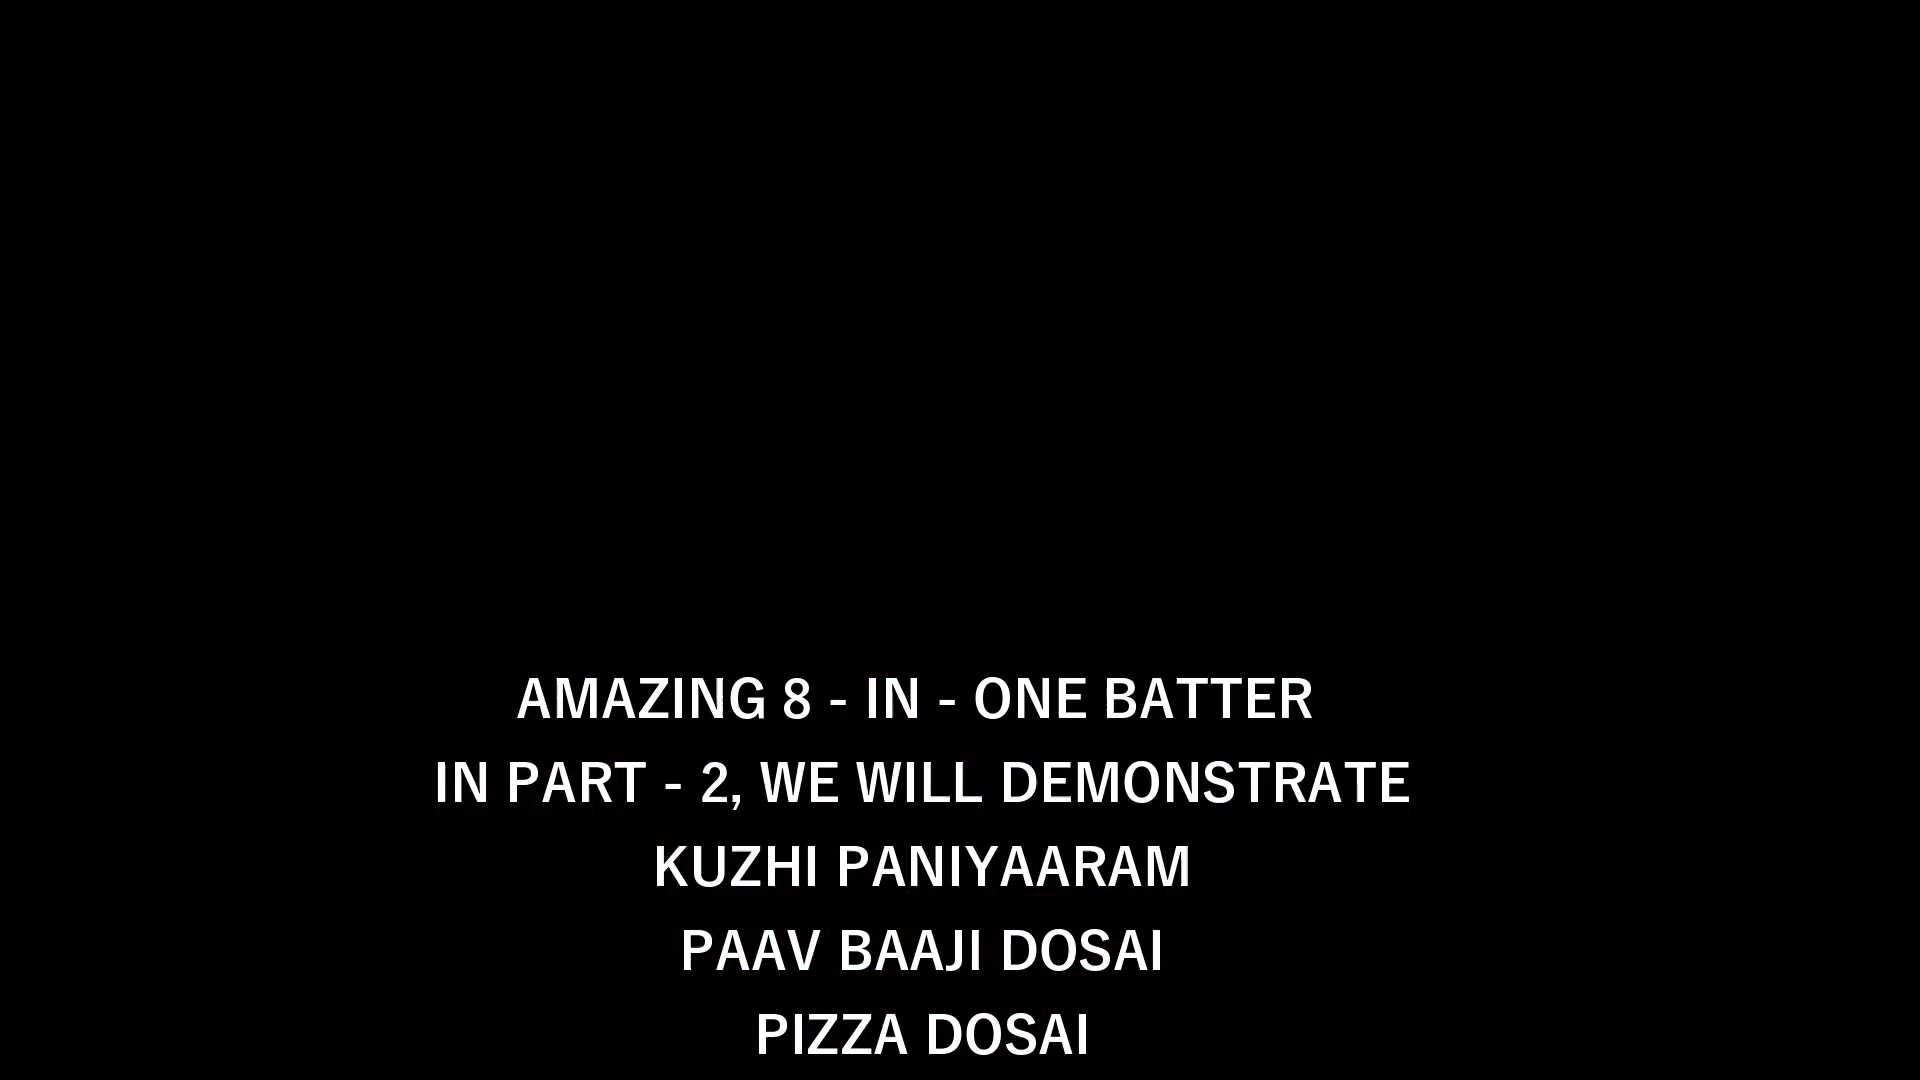 AMAZING 8 - IN - ONE BATTER
IN PART - 2, WE WILL DEMONSTRATE
KUZHI PANIYAARAM
PAAV BAAJI DOSAI
PIZZA DOSAI